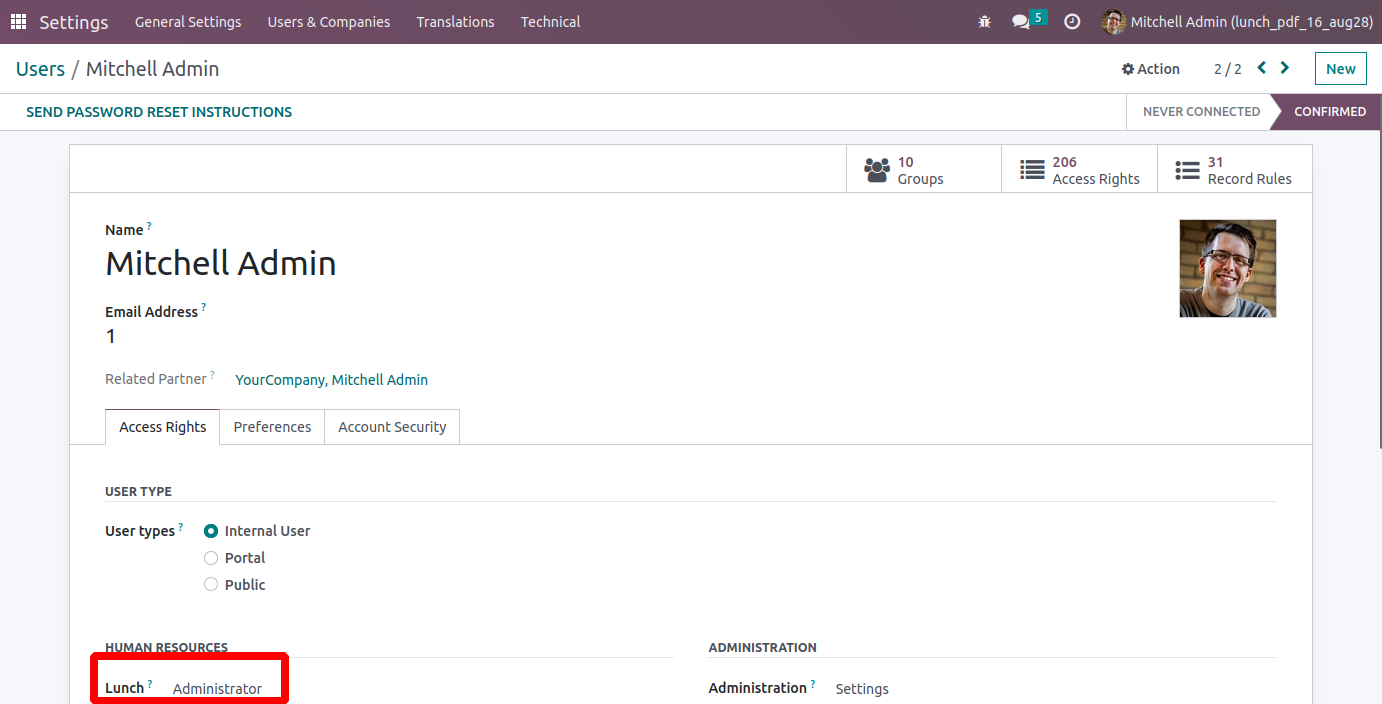 Settings General Settings Users & Companies Translations Technical 5 Mitchell Admin (lunch_pdf_16_aug28)
Users / Mitchell Admin Action 2 / 2 New
SEND PASSWORD RESET INSTRUCTIONS NEVER CONNECTED CONFIRMED
10 Groups
206 Access Rights
31 Record Rules
Name ?
Mitchell Admin
Email Address ?
1
Related Partner ? YourCompany, Mitchell Admin
Access Rights Preferences Account Security
USER TYPE
User types ? Internal User
Portal
Public
HUMAN RESOURCES
Lunch ? Administrator
ADMINISTRATION
Administration ? Settings